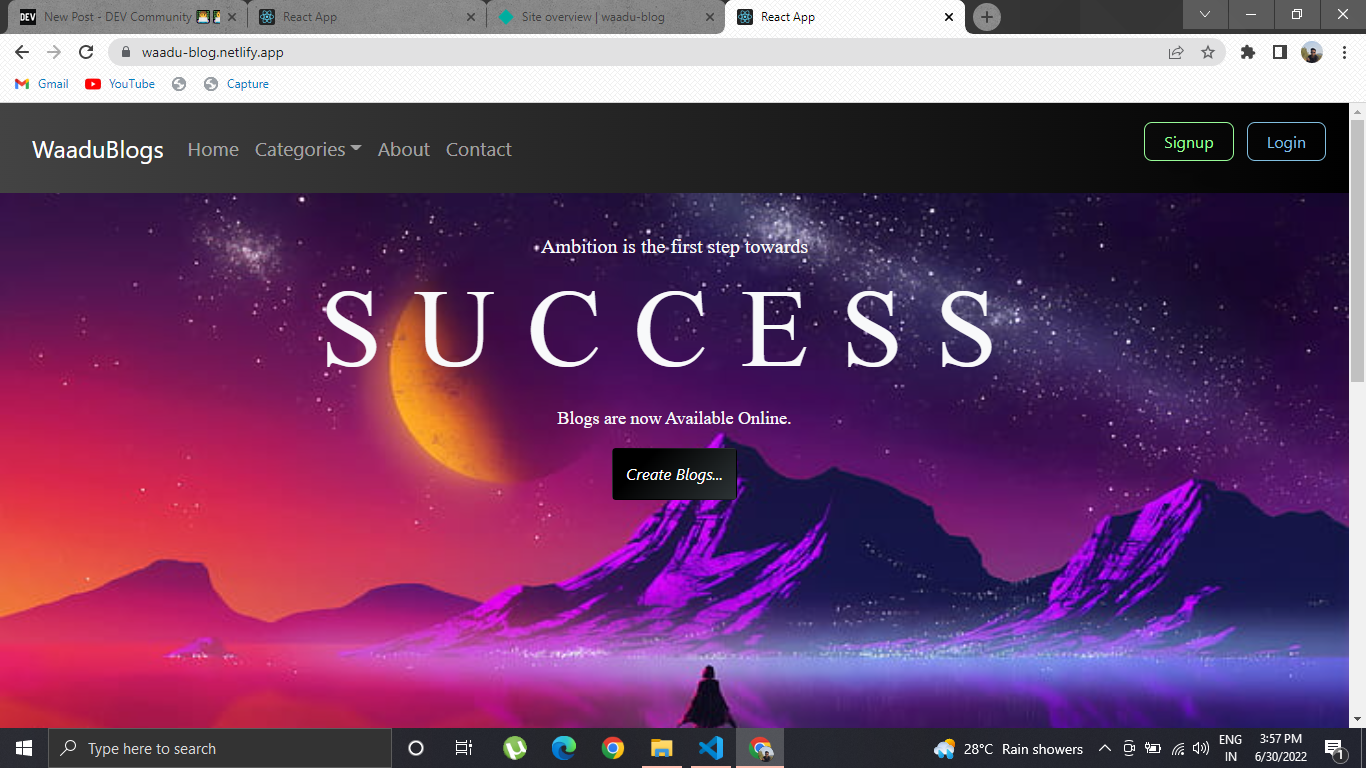 DEV New Post - DEV Community
React App
Site overview | waadu-blog
React App
waadu-blog.netlify.app
Gmail
YouTube
Capture
WaaduBlogs
Home
Categories
About
Contact
Signup
Login
Ambition is the first step towards
SUCCESS
Blogs are now Available Online.
Create Blogs...
Type here to search
28°C Rain showers
ENG
IN
3:57 PM
6/30/2022
1